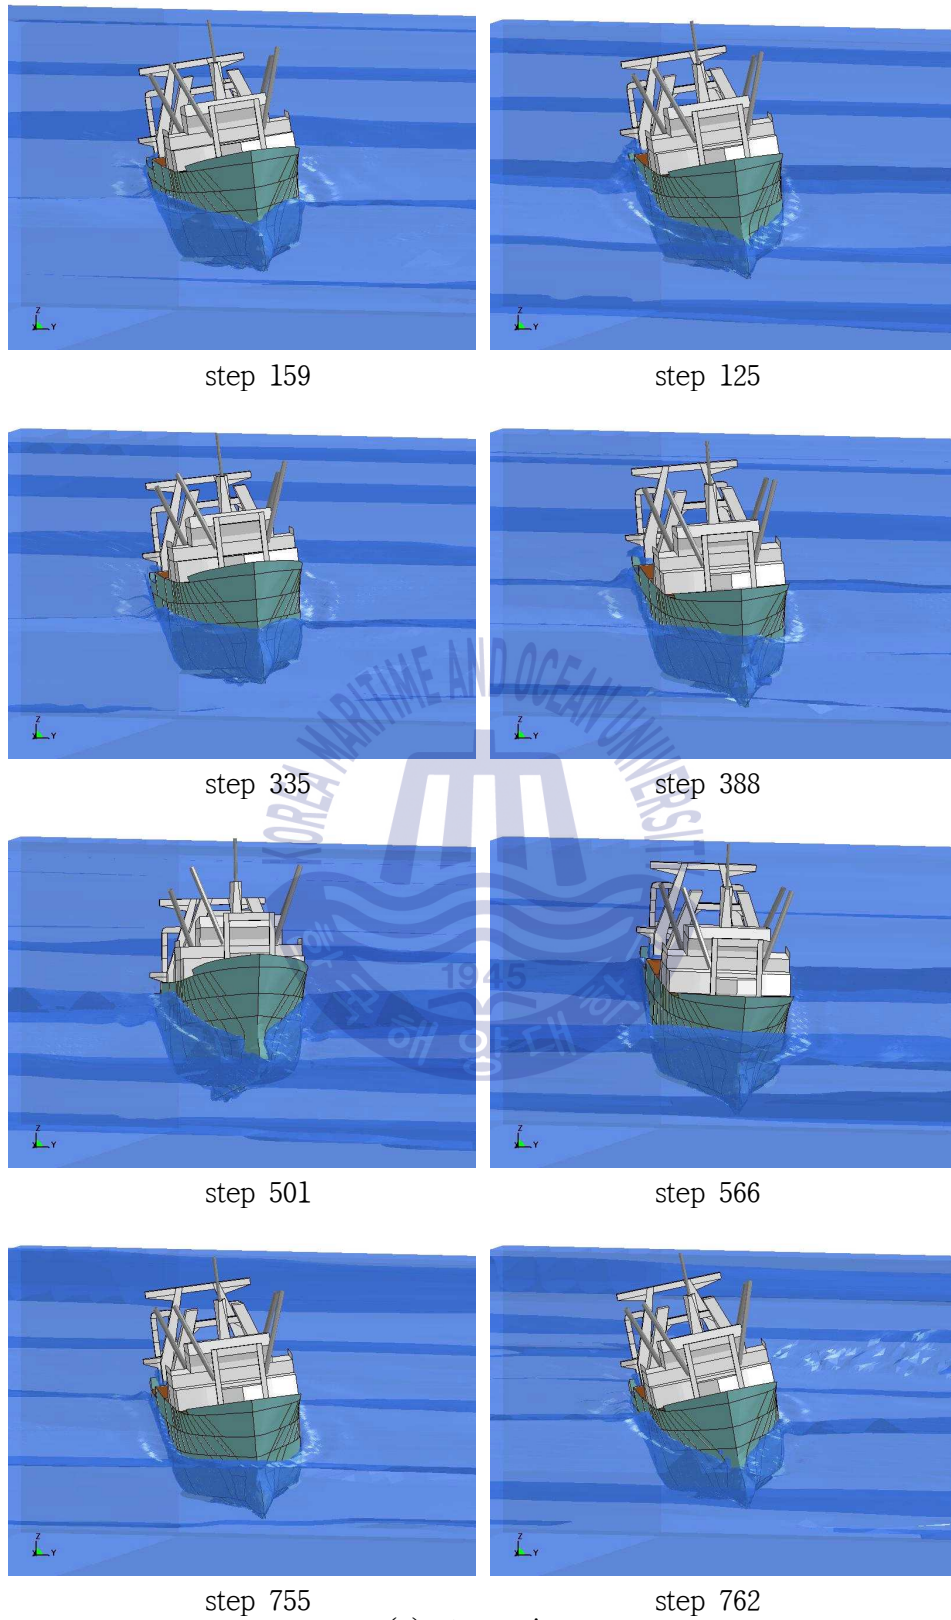 Z
Y
Z
Y
step 159
step 125
Z
Y
Z
Y
step 335
step 388
KOREA MARITIME AND OCEAN UNIVERSITY
1945
Z
Y
Z
Y
step 501
step 566
Z
Y
Z
Y
step 755
step 762